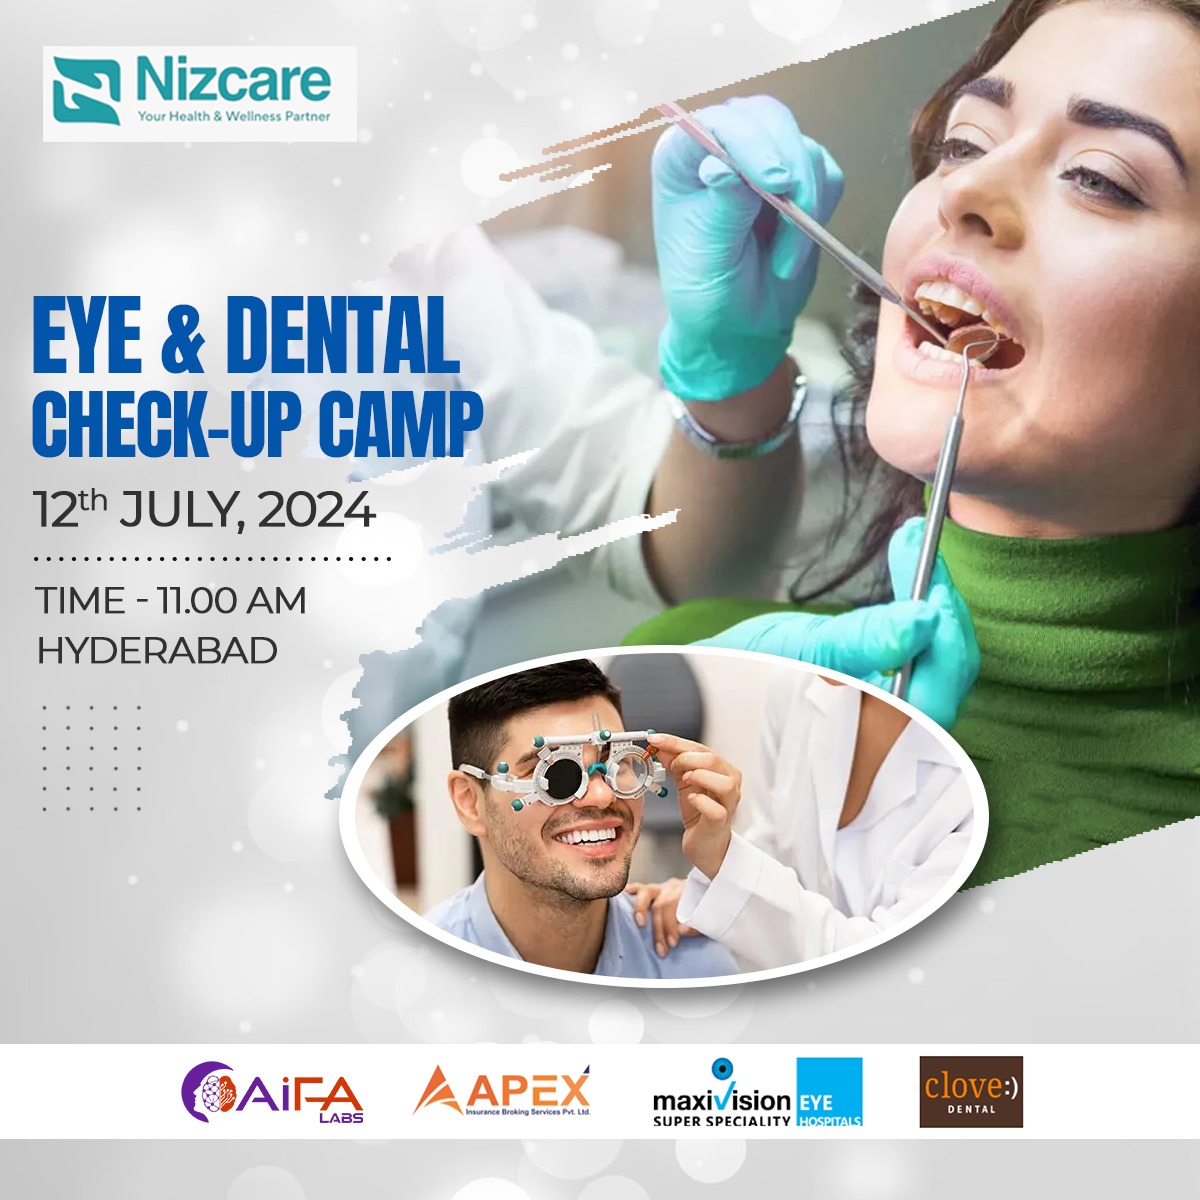 Nizcare
Your Health & Wellness Partner
EYE & DENTAL
CHECK-UP CAMP
12th JULY, 2024
TIME - 11.00 AM
HYDERABAD
AiFA
LABS
APEX
Insurance Broking Services Pvt. Ltd.
maxivision
SUPER SPECIALITY
EYE
HOSPITALS
clove:)
DENTAL